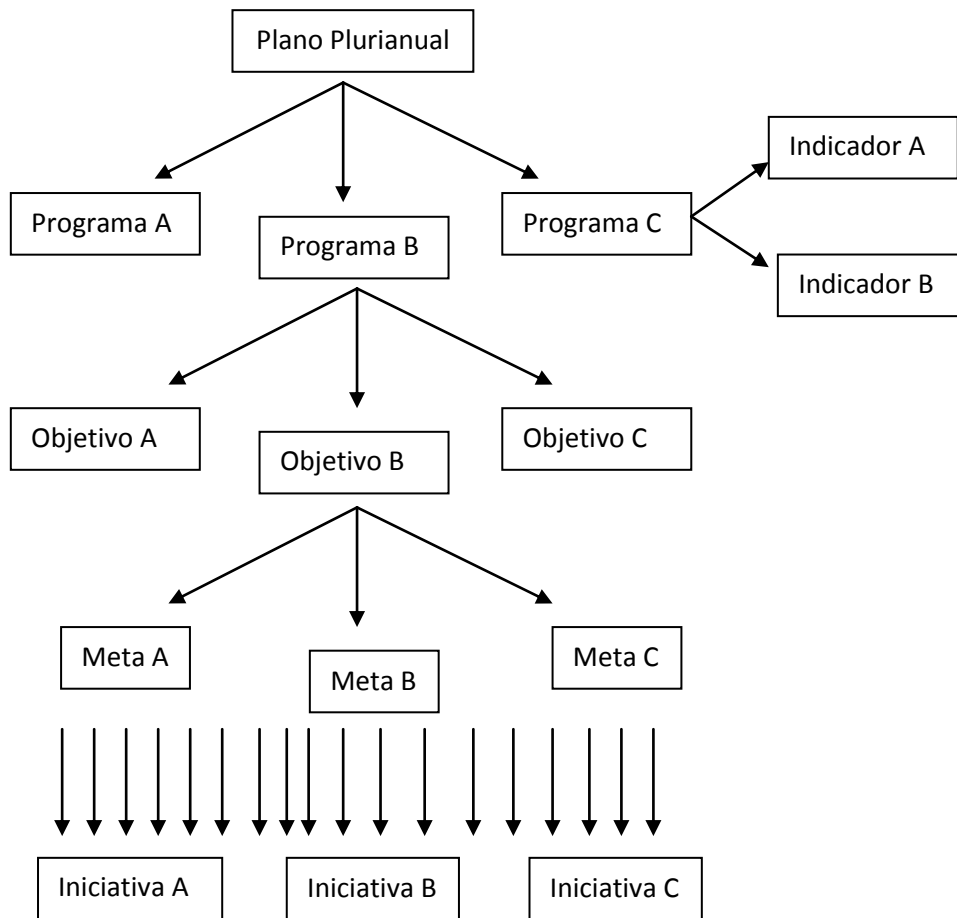 Plano Plurianual
Indicador A
Programa A
Programa B
Programa C
Indicador B
Objetivo A
Objetivo B
Objetivo C
Meta A
Meta B
Meta C
Iniciativa A
Iniciativa B
Iniciativa C